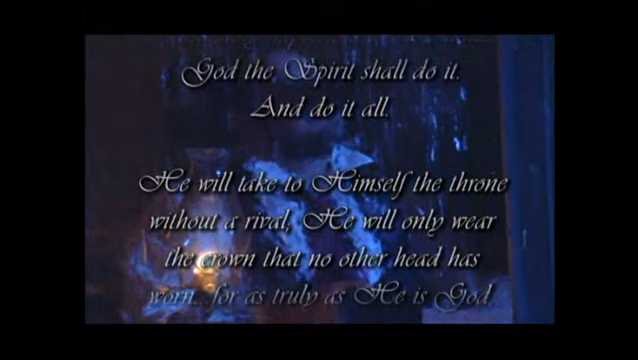 God the Spirit shall do it.
And do it all.
He will take to Himself the throne
without a rival, He will only wear
the crown that no other head has
worn...for as truly as He is God,